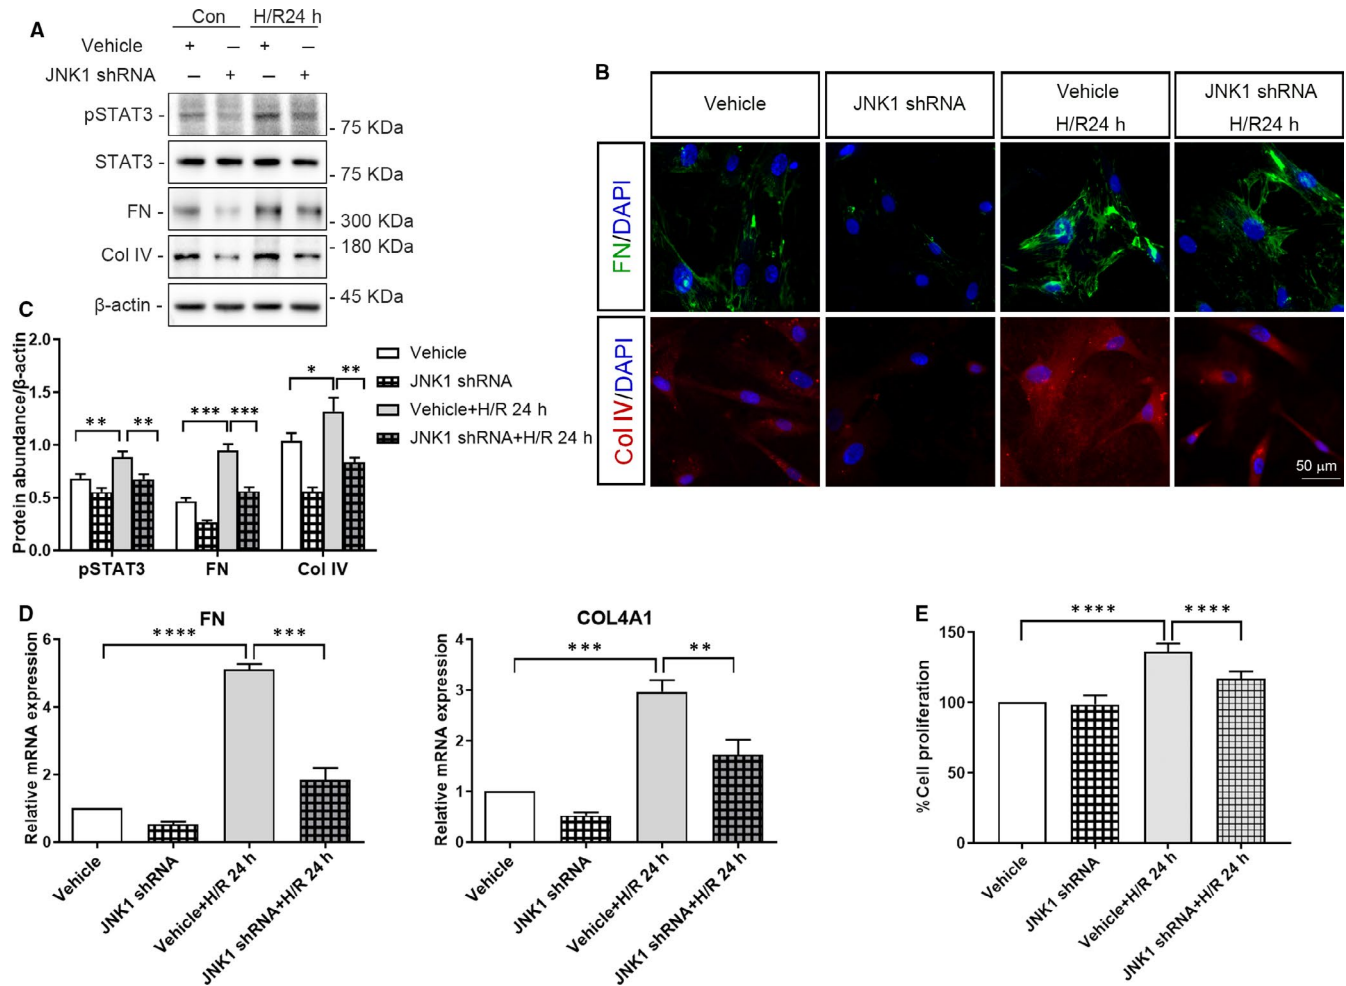 A
Con H/R24 h
Vehicle + – + –
JNK1 shRNA – + – +
pSTAT3 -
- 75 KDa
STAT3 -
- 75 KDa
FN -
- 300 KDa
- 180 KDa
Col IV -
β-actin -
- 45 KDa
B
Vehicle
JNK1 shRNA
Vehicle
H/R24 h
JNK1 shRNA
H/R24 h
FN/DAPI
Col IV/DAPI
50 µm
C
Protein abundance/β-actin
2.0
1.5
1.0
0.5
0.0
** **
*** ***
* **
pSTAT3 FN Col IV
Vehicle
JNK1 shRNA
Vehicle+H/R 24 h
JNK1 shRNA+H/R 24 h
D
FN
Relative mRNA expression
6
4
2
0
**** ***
Vehicle
JNK1 shRNA
Vehicle+H/R 24 h
JNK1 shRNA+H/R 24 h
COL4A1
Relative mRNA expression
4
3
2
1
0
*** **
Vehicle
JNK1 shRNA
Vehicle+H/R 24 h
JNK1 shRNA+H/R 24 h
E
%Cell proliferation
150
100
50
0
**** ****
Vehicle
JNK1 shRNA
Vehicle+H/R 24 h
JNK1 shRNA+H/R 24 h